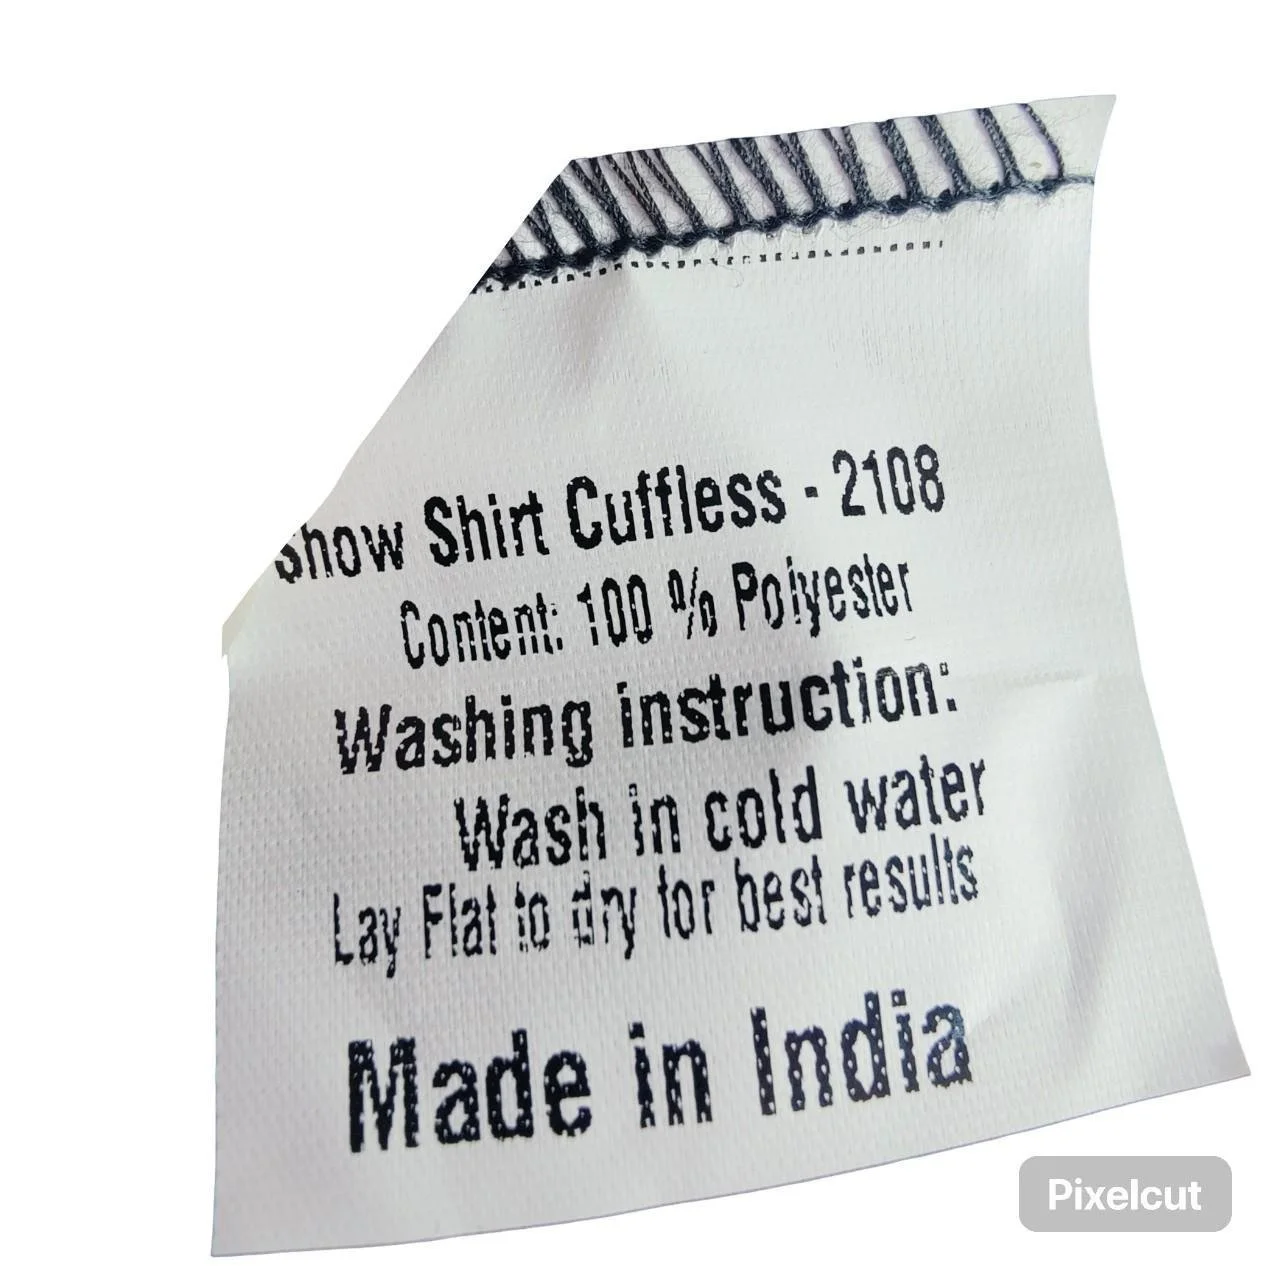 Show Shirt Cuffless - 2108
Content: 100 % Polyester
Washing instruction:
Wash in cold water
Lay Flat to dry for best results
Made in India
Pixelcut